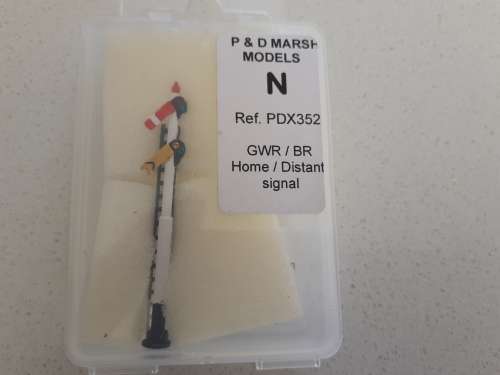 P & D MARSH
MODELS
N
Ref. PDX352
GWR / BR
Home / Distant
signal